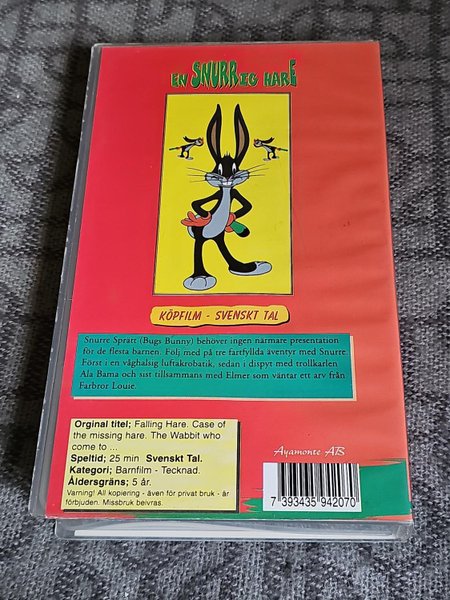 EN SNURRIG HARE
KÖPFILM - SVENSKT TAL
Snurre Spratt (Bugs Bunny) behöver ingen närmare presentation
för de flesta barnen. Följ med på tre fartfyllda äventyr med Snurre.
Först i en våghalsig luftakrobatik, sedan i dispyt med trollkarlen
Ala Bama och sist tillsammans med Elmer som väntar ett arv från
Farbror Louie.
Orginal titel; Falling Hare. Case of
the missing hare. The Wabbit who
come to ...
Speltid; 25 min Svenskt Tal.
Kategori; Barnfilm - Tecknad.
Åldersgräns; 5 år.
Varning! All kopiering - även för privat bruk - är
förbjuden. Missbruk beivras.
Ayamonte AB
7 393435 942070